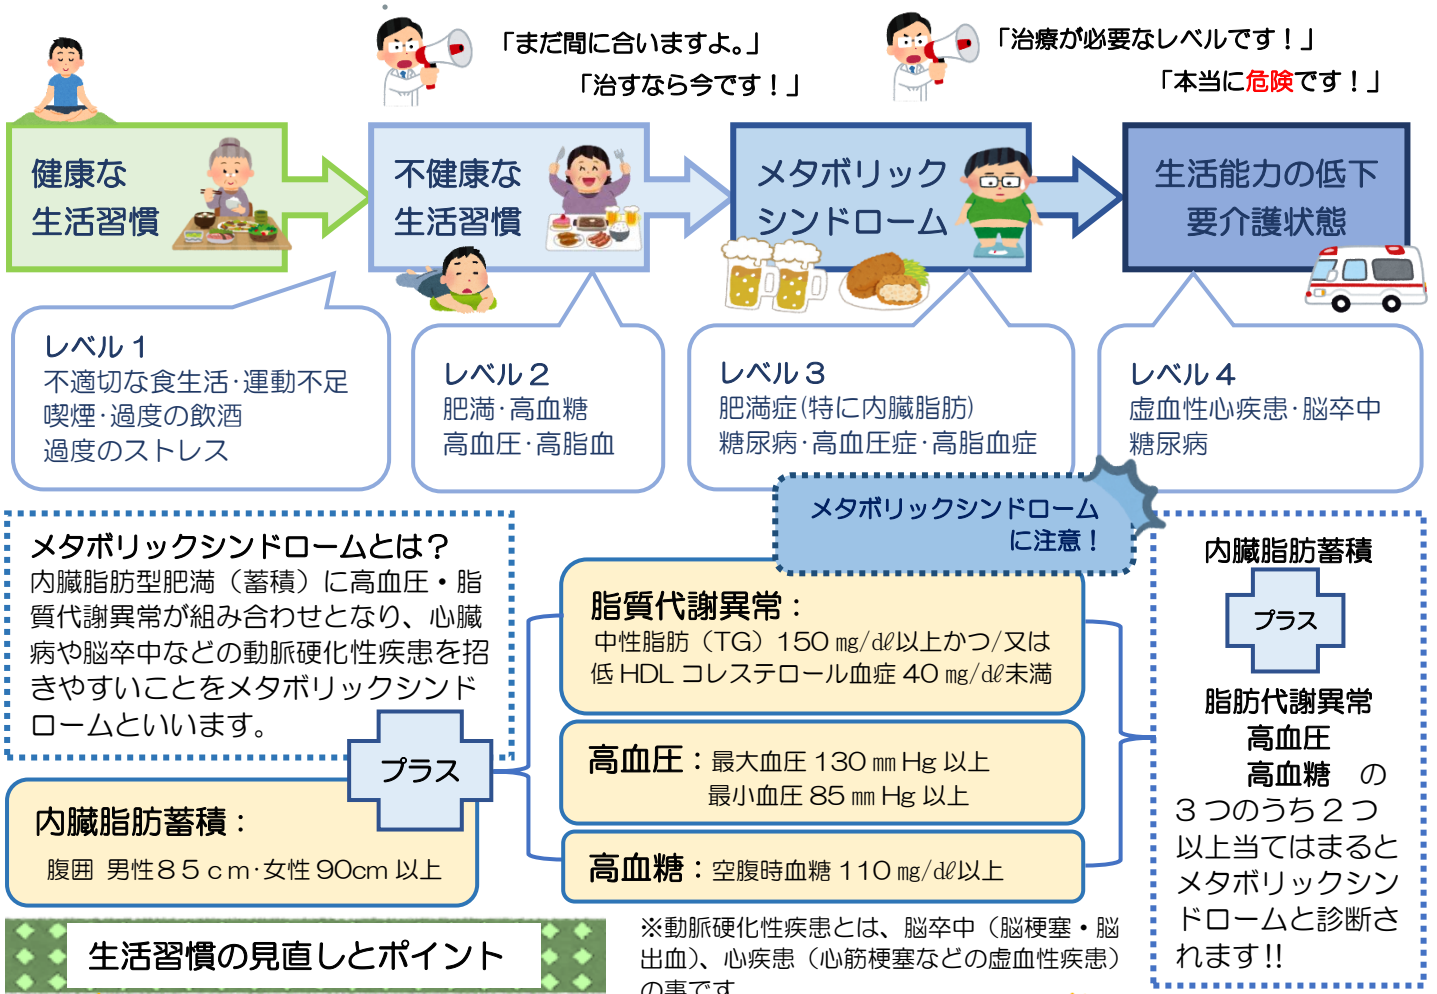 「まだ間に合いますよ。」
「治すなら今です！」
「治療が必要なレベルです！」
「本当に危険です！」
健康な
生活習慣
不健康な
生活習慣
メタボリック
シンドローム
生活能力の低下
要介護状態
レベル１
不適切な食生活･運動不足
喫煙･過度の飲酒
過度のストレス
レベル２
肥満･高血糖
高血圧･高脂血
レベル３
肥満症(特に内臓脂肪)
糖尿病･高血圧症･高脂血症
レベル４
虚血性心疾患･脳卒中
糖尿病
メタボリックシンドローム
に注意！
メタボリックシンドロームとは？
内臓脂肪型肥満（蓄積）に高血圧・脂
質代謝異常が組み合わせとなり、心臓
病や脳卒中などの動脈硬化性疾患を招
きやすいことをメタボリックシンド
ロームといいます。
プラス
内臓脂肪蓄積：
腹囲 男性８５ｃｍ･女性 90cm 以上
脂質代謝異常：
中性脂肪（TG）150 ㎎/㎗以上かつ/又は
低 HDL コレステロール血症 40 ㎎/㎗未満
高血圧：最大血圧 130 ㎜ Hg 以上
最小血圧 85 ㎜ Hg 以上
高血糖：空腹時血糖 110 ㎎/㎗以上
内臓脂肪蓄積
プラス
脂肪代謝異常
高血圧
高血糖　の
３つのうち２つ
以上当てはまると
メタボリックシン
ドロームと診断さ
れます!!
生活習慣の見直しとポイント
※動脈硬化性疾患とは、脳卒中（脳梗塞・脳
出血）、心疾患（心筋梗塞などの虚血性疾患）
の事です